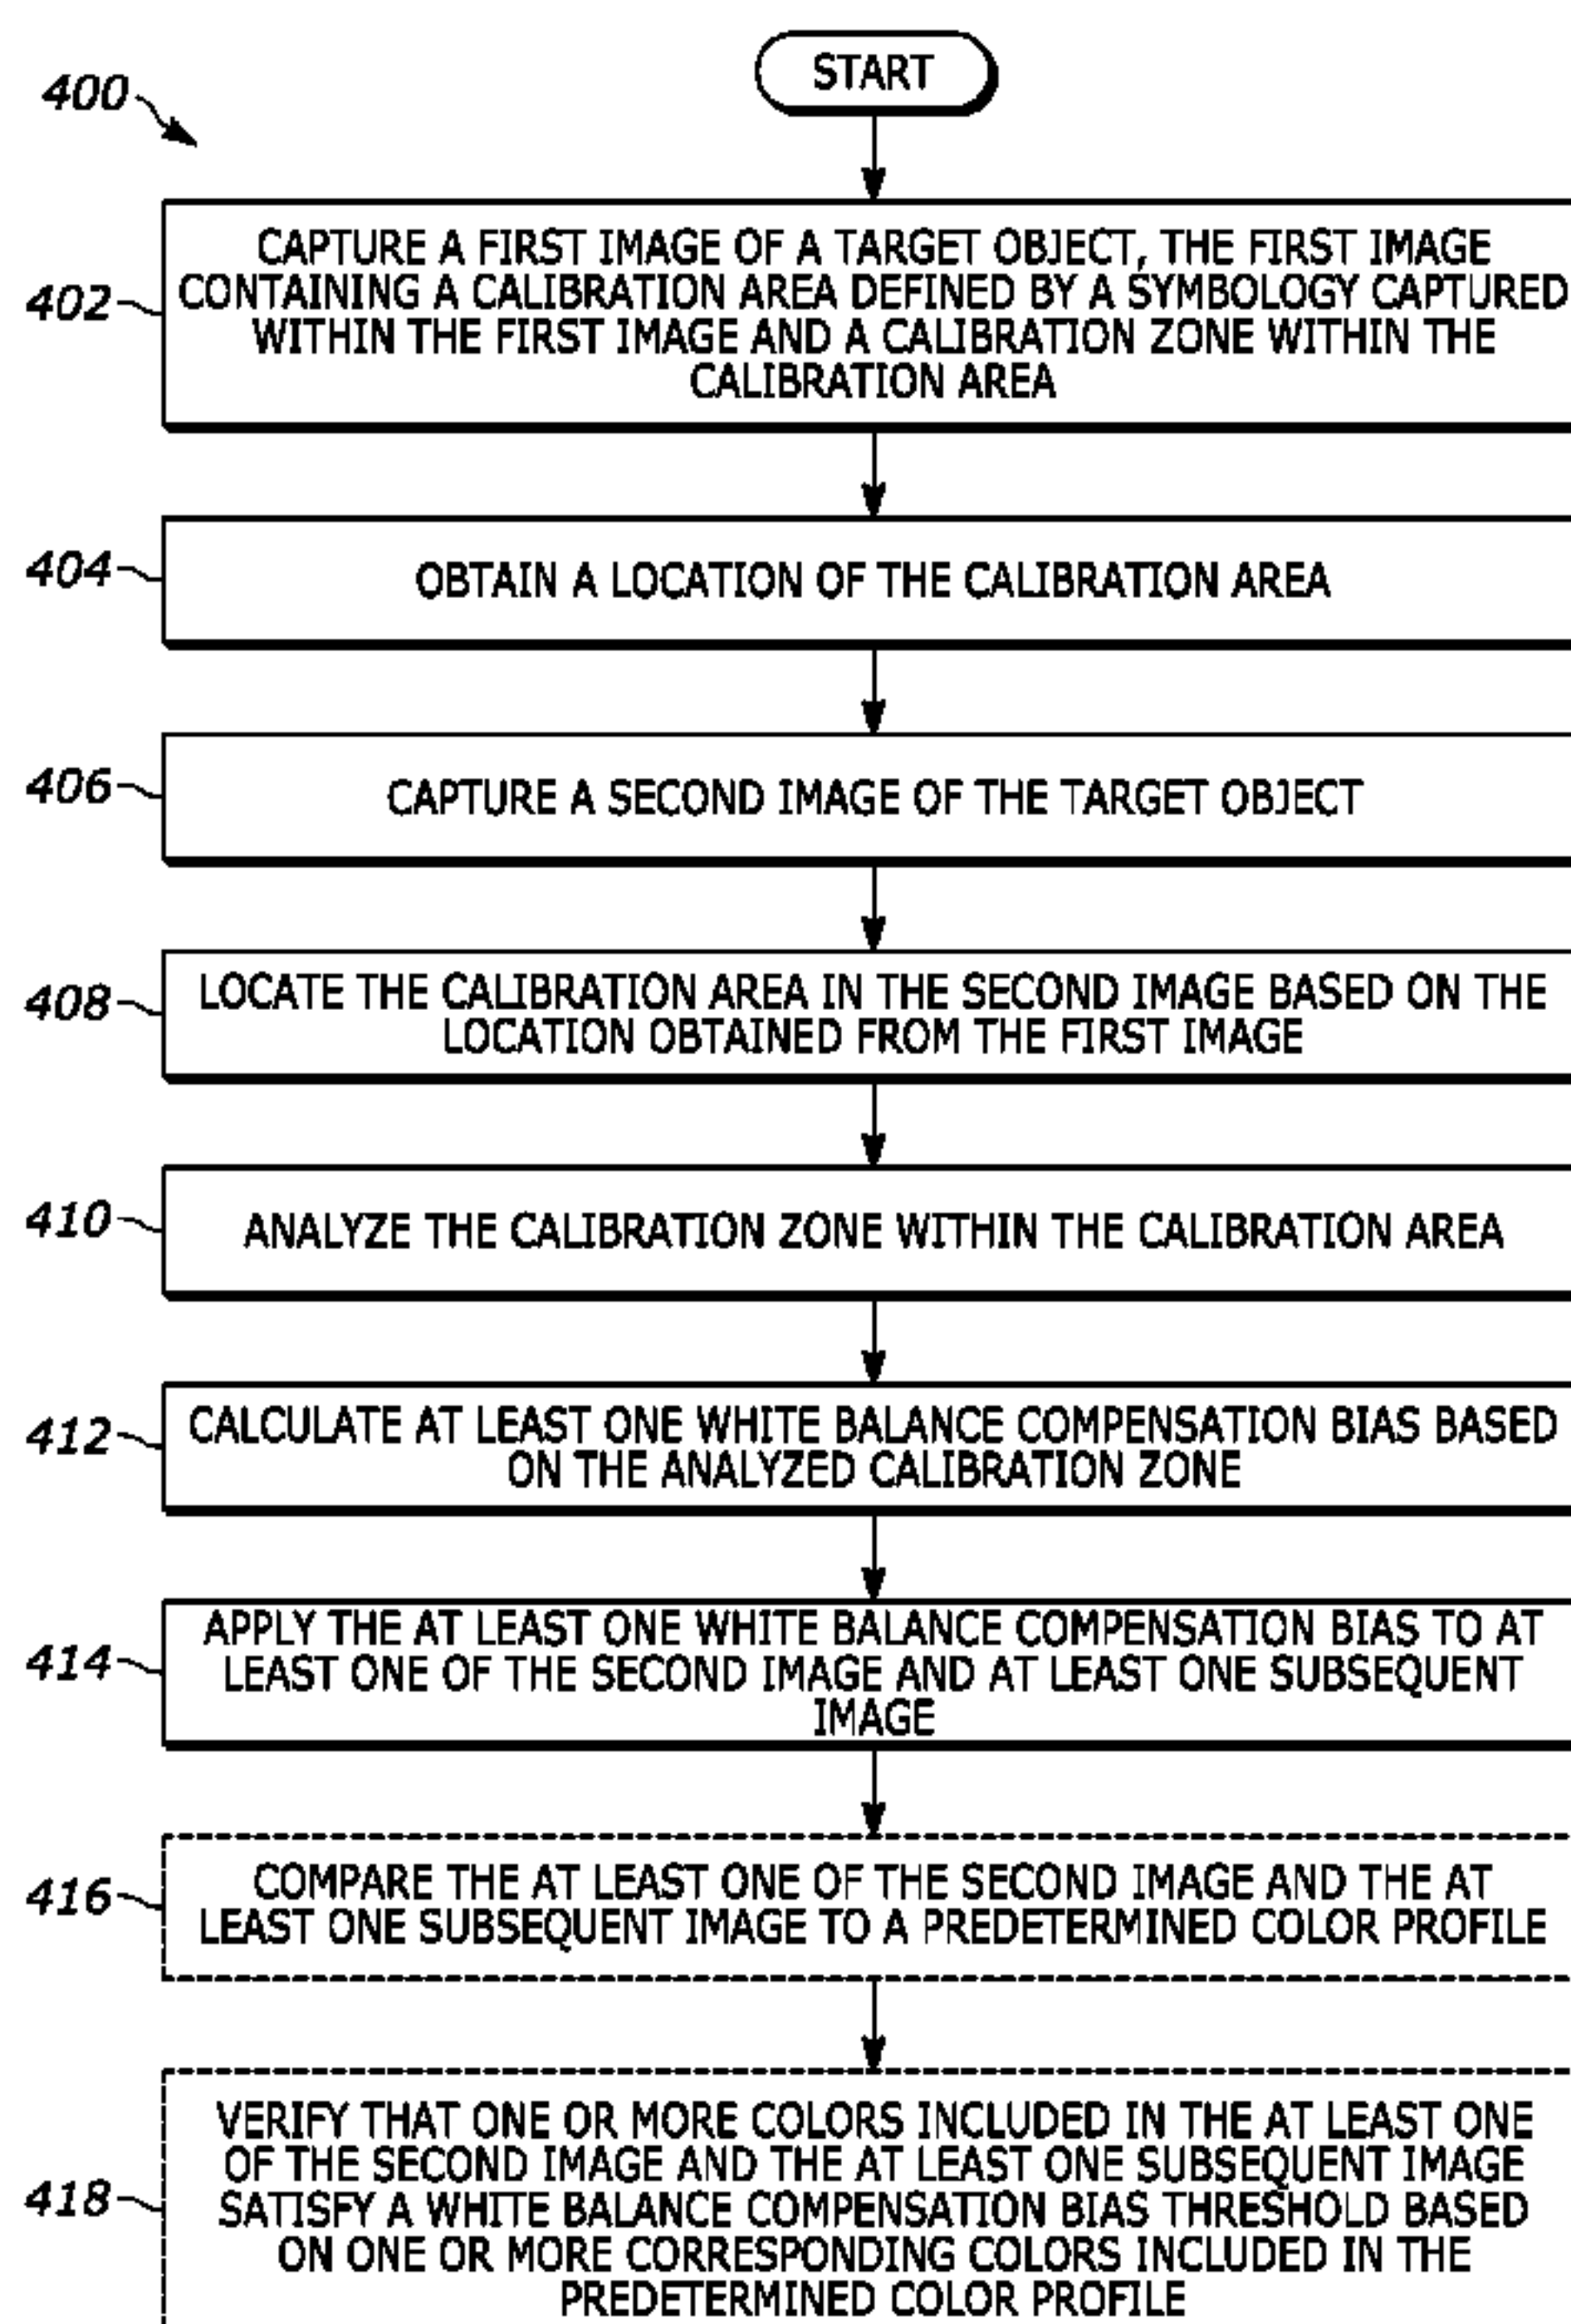 START
400
CAPTURE A FIRST IMAGE OF A TARGET OBJECT, THE FIRST IMAGE
CONTAINING A CALIBRATION AREA DEFINED BY A SYMBOLOGY CAPTURED
WITHIN THE FIRST IMAGE AND A CALIBRATION ZONE WITHIN THE
CALIBRATION AREA
402
OBTAIN A LOCATION OF THE CALIBRATION AREA
404
CAPTURE A SECOND IMAGE OF THE TARGET OBJECT
406
LOCATE THE CALIBRATION AREA IN THE SECOND IMAGE BASED ON THE
LOCATION OBTAINED FROM THE FIRST IMAGE
408
ANALYZE THE CALIBRATION ZONE WITHIN THE CALIBRATION AREA
410
CALCULATE AT LEAST ONE WHITE BALANCE COMPENSATION BIAS BASED
ON THE ANALYZED CALIBRATION ZONE
412
APPLY THE AT LEAST ONE WHITE BALANCE COMPENSATION BIAS TO AT
LEAST ONE OF THE SECOND IMAGE AND AT LEAST ONE SUBSEQUENT
IMAGE
414
COMPARE THE AT LEAST ONE OF THE SECOND IMAGE AND THE AT
LEAST ONE SUBSEQUENT IMAGE TO A PREDETERMINED COLOR PROFILE
416
VERIFY THAT ONE OR MORE COLORS INCLUDED IN THE AT LEAST ONE
OF THE SECOND IMAGE AND THE AT LEAST ONE SUBSEQUENT IMAGE
SATISFY A WHITE BALANCE COMPENSATION BIAS THRESHOLD BASED
ON ONE OR MORE CORRESPONDING COLORS INCLUDED IN THE
PREDETERMINED COLOR PROFILE
418